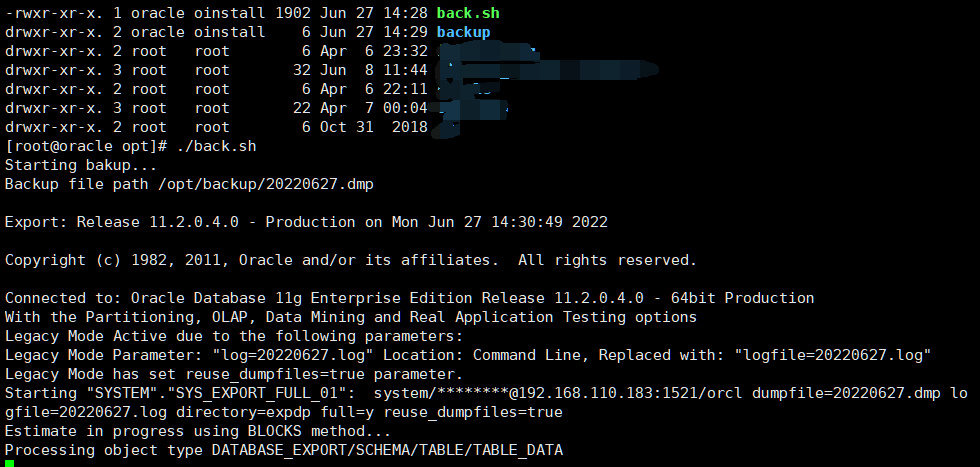 -rwxr-xr-x. 1 oracle oinstall 1902 Jun 27 14:28 back.sh
drwxr-xr-x. 2 oracle oinstall    6 Jun 27 14:29 backup
drwxr-xr-x. 2 root   root        6 Apr  6 23:32
drwxr-xr-x. 3 root   root       32 Jun  8 11:44
drwxr-xr-x. 2 root   root        6 Apr  6 22:11
drwxr-xr-x. 3 root   root       22 Apr  7 00:04
drwxr-xr-x. 2 root   root        6 Oct 31  2018
[root@oracle opt]# ./back.sh
Starting bakup...
Backup file path /opt/backup/20220627.dmp
Export: Release 11.2.0.4.0 - Production on Mon Jun 27 14:30:49 2022
Copyright (c) 1982, 2011, Oracle and/or its affiliates.  All rights reserved.
Connected to: Oracle Database 11g Enterprise Edition Release 11.2.0.4.0 - 64bit Production
With the Partitioning, OLAP, Data Mining and Real Application Testing options
Legacy Mode Active due to the following parameters:
Legacy Mode Parameter: "log=20220627.log" Location: Command Line, Replaced with: "logfile=20220627.log"
Legacy Mode has set reuse_dumpfiles=true parameter.
Starting "SYSTEM"."SYS_EXPORT_FULL_01":  system/********@192.168.110.183:1521/orcl dumpfile=20220627.dmp lo
gfile=20220627.log directory=expdp full=y reuse_dumpfiles=true
Estimate in progress using BLOCKS method...
Processing object type DATABASE_EXPORT/SCHEMA/TABLE/TABLE_DATA